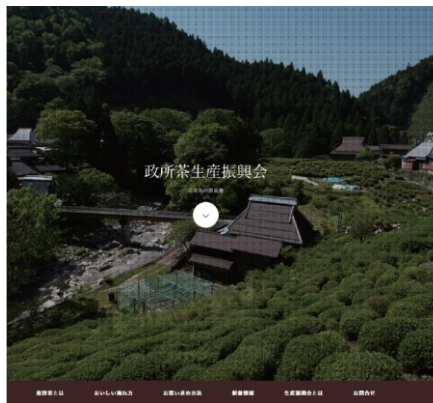 政所茶生産振興会
政所茶とは
おいしい淹れ方
お買い求め方法
新着情報
生産振興会とは
お問合せ